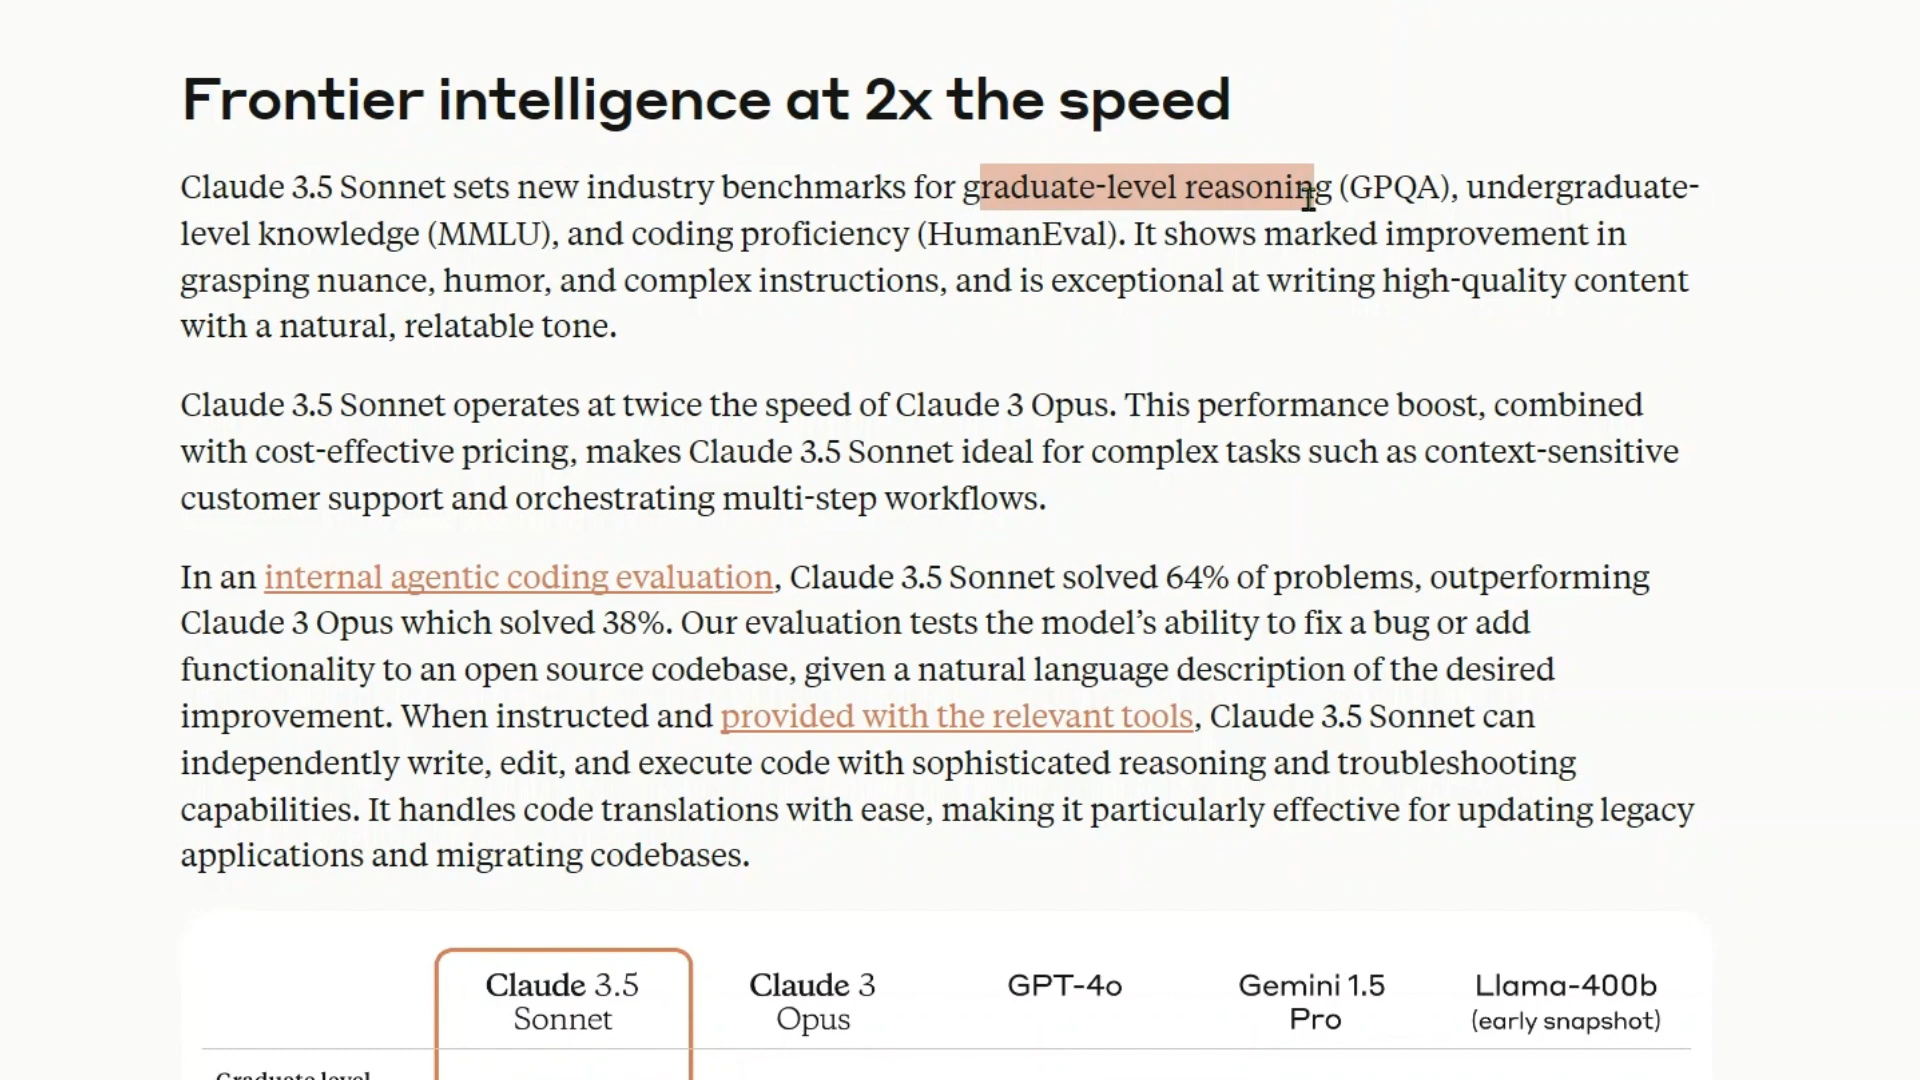 Frontier intelligence at 2x the speed
Claude 3.5 Sonnet sets new industry benchmarks for graduate-level reasoning (GPQA), undergraduate-
level knowledge (MMLU), and coding proficiency (HumanEval). It shows marked improvement in
grasping nuance, humor, and complex instructions, and is exceptional at writing high-quality content
with a natural, relatable tone.
Claude 3.5 Sonnet operates at twice the speed of Claude 3 Opus. This performance boost, combined
with cost-effective pricing, makes Claude 3.5 Sonnet ideal for complex tasks such as context-sensitive
customer support and orchestrating multi-step workflows.
In an internal agentic coding evaluation, Claude 3.5 Sonnet solved 64% of problems, outperforming
Claude 3 Opus which solved 38%. Our evaluation tests the model’s ability to fix a bug or add
functionality to an open source codebase, given a natural language description of the desired
improvement. When instructed and provided with the relevant tools, Claude 3.5 Sonnet can
independently write, edit, and execute code with sophisticated reasoning and troubleshooting
capabilities. It handles code translations with ease, making it particularly effective for updating legacy
applications and migrating codebases.
Claude 3.5 Claude 3 GPT-4o Gemini 1.5 Llama-400b
Sonnet Opus Pro (early snapshot)
Graduate level